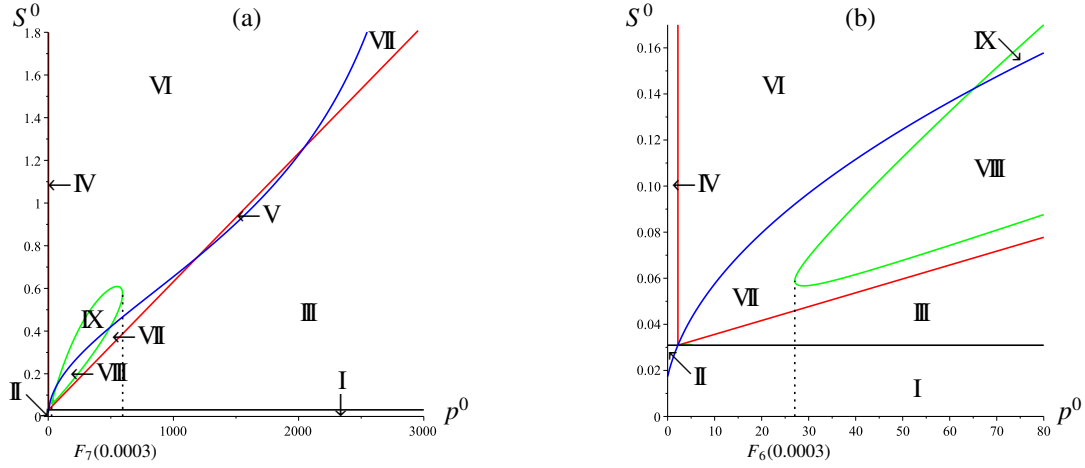 S⁰ (a)
1.8
1.6
1.4
1.2
1
0.8
0.6
0.4
0.2
0
VI
VII
IV
V
IX
VII
III
VIII
II
I
0 1000 2000 3000
p⁰
F₇(0.0003)
S⁰ (b)
0.16
0.14
0.12
0.10
0.08
0.06
0.04
0.02
0
IX
VI
IV
VIII
VII
III
II
I
0 10 20 30 40 50 60 70 80
p⁰
F₆(0.0003)